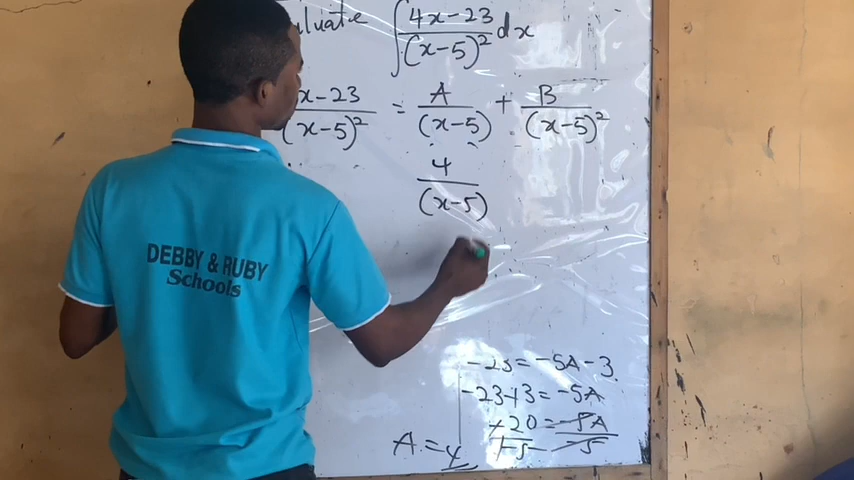 luate ∫ 4x-23 / (x-5)² dx
x-23 / (x-5)² = A / (x-5) + B / (x-5)²
4 / (x-5)
DEBBY & RUBY
Schools
-23 = -5A - 3
-23+3 = -5A
+20 = -5A
-5 -5
A = 4